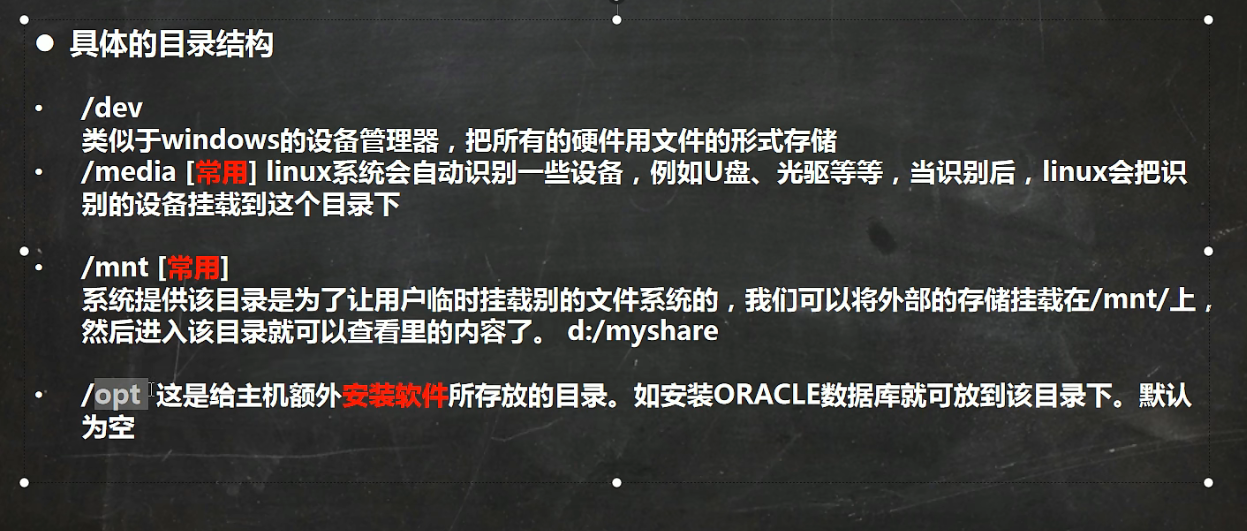 ● 具体的目录结构
• /dev
类似于windows的设备管理器，把所有的硬件用文件的形式存储
• /media [常用] linux系统会自动识别一些设备，例如U盘、光驱等等，当识别后，linux会把识
别的设备挂载到这个目录下
• /mnt [常用]
系统提供该目录是为了让用户临时挂载别的文件系统的，我们可以将外部的存储挂载在/mnt/上，
然后进入该目录就可以查看里的内容了。 d:/myshare
• /opt 这是给主机额外安装软件所存放的目录。如安装ORACLE数据库就可放到该目录下。默认
为空